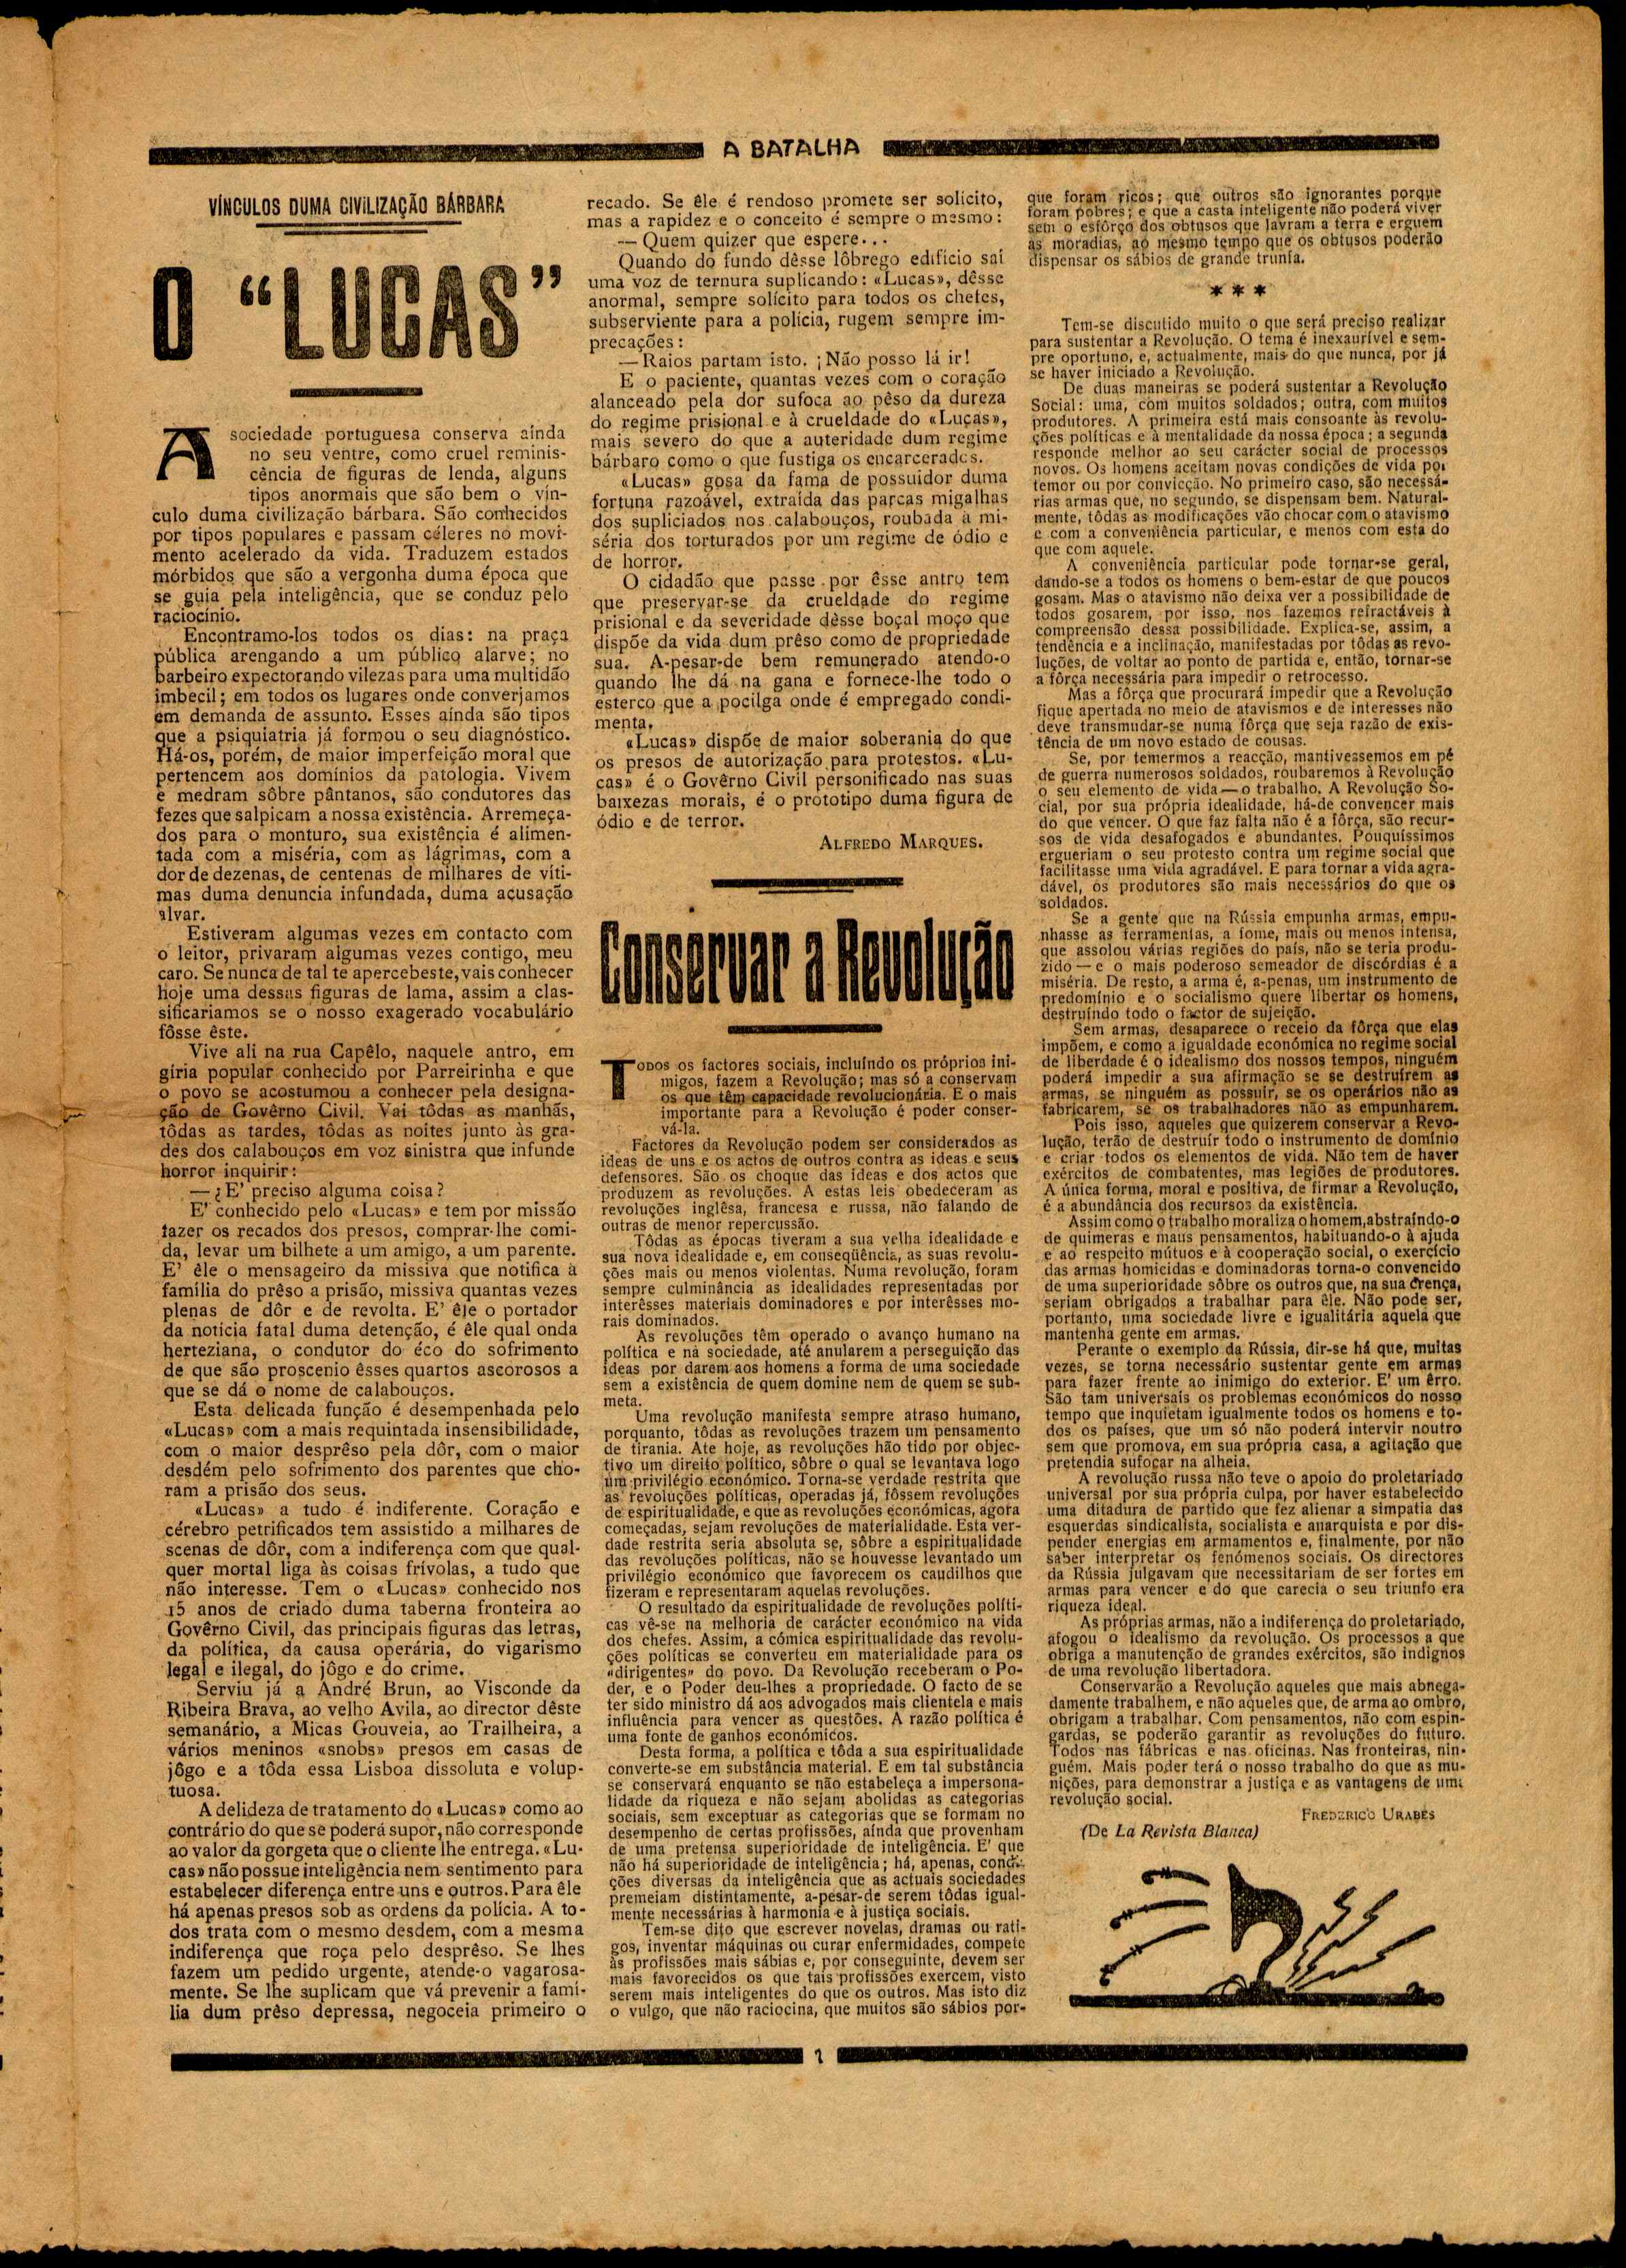 A BATALHA
VÍNCULOS DUMA CIVILIZAÇÃO BÁRBARA
O “LUCAS”
A sociedade portuguesa conserva ainda
no seu ventre, como cruel reminis-
cência de figuras de lenda, alguns
tipos anormais que são bem o vín-
culo duma civilização bárbara. São conhecidos
por tipos populares e passam céleres no movi-
mento acelerado da vida. Traduzem estados
mórbidos que são a vergonha duma época que
se guia pela inteligência, que se conduz pelo
raciocínio.
Encontramo-los todos os dias: na praça
pública arengando a um público alarve; no
barbeiro expectorando vilezas para uma multidão
imbecil; em todos os lugares onde converjamos
em demanda de assunto. Esses ainda são tipos
que a psiquiatria já formou o seu diagnóstico.
Há-os, porém, de maior imperfeição moral que
pertencem aos domínios da patologia. Vivem
e medram sôbre pântanos, são condutores das
fezes que salpicam a nossa existência. Arremeça-
dos para o monturo, sua existência é alimen-
tada com a miséria, com as lágrimas, com a
dor de dezenas, de centenas de milhares de víti-
mas duma denuncia infundada, duma acusação
alvar.
Estiveram algumas vezes em contacto com
o leitor, privaram algumas vezes contigo, meu
caro. Se nunca de tal te apercebeste, vais conhecer
hoje uma dessas figuras de lama, assim a clas-
sificariamos se o nosso exagerado vocabulário
fôsse êste.
Vive ali na rua Capêlo, naquele antro, em
gíria popular conhecido por Parreirinha e que
o povo se acostumou a conhecer pela designa-
ção de Govêrno Civil. Vai tôdas as manhãs,
tôdas as tardes, tôdas as noites junto às gra-
des dos calabouços em voz sinistra que infunde
horror inquirir:
—¿E' preciso alguma coisa?
E' conhecido pelo «Lucas» e tem por missão
fazer os recados dos presos, comprar-lhe comi-
da, levar um bilhete a um amigo, a um parente.
E' êle o mensageiro da missiva que notifica à
família do prêso a prisão, missiva quantas vezes
plenas de dôr e de revolta. E' êle o portador
da noticia fatal duma detenção, é êle qual onda
herteziana, o condutor do éco do sofrimento
de que são proscenio êsses quartos ascorosos a
que se dá o nome de calabouços.
Esta delicada função é desempenhada pelo
«Lucas» com a mais requintada insensibilidade,
com o maior desprêso pela dôr, com o maior
desdém pelo sofrimento dos parentes que cho-
ram a prisão dos seus.
«Lucas» a tudo é indiferente. Coração e
cérebro petrificados tem assistido a milhares de
scenas de dôr, com a indiferença com que qual-
quer mortal liga às coisas frívolas, a tudo que
não interesse. Tem o «Lucas» conhecido nos
15 anos de criado duma taberna fronteira ao
Govêrno Civil, das principais figuras das letras,
da política, da causa operária, do vigarismo
legal e ilegal, do jôgo e do crime.
Serviu já a André Brun, ao Visconde da
Ribeira Brava, ao velho Avila, ao director dêste
semanário, a Micas Gouveia, ao Trailheira, a
vários meninos «snobs» presos em casas de
jôgo e a tôda essa Lisboa dissoluta e volup-
tuosa.
A delideza de tratamento do «Lucas» como ao
contrário do que se poderá supor, não corresponde
ao valor da gorgeta que o cliente lhe entrega. «Lu-
cas» não possue inteligência nem sentimento para
estabelecer diferença entre uns e outros. Para êle
há apenas presos sob as ordens da polícia. A to-
dos trata com o mesmo desdem, com a mesma
indiferença que roça pelo desprêso. Se lhes
fazem um pedido urgente, atende-o vagarosa-
mente. Se lhe suplicam que vá prevenir a famí-
lia dum prêso depressa, negoceia primeiro o
recado. Se êle é rendoso promete ser solicito,
mas a rapidez e o conceito é sempre o mesmo:
— Quem quizer que espere...
Quando do fundo dêsse lôbrego edifício sai
uma voz de ternura suplicando: «Lucas», dêsse
anormal, sempre solícito para todos os chefes,
subserviente para a policia, rugem sempre im-
precações:
—Raios partam isto. ¡Não posso lá ir!
E o paciente, quantas vezes com o coração
alanceado pela dor sufoca ao pêso da dureza
do regime prisional e à crueldade do «Lucas»,
mais severo do que a auteridade dum regime
bárbaro como o que fustiga os encarcerados.
«Lucas» gosa da fama de possuidor duma
fortuna razoável, extraída das parcas migalhas
dos supliciados nos calabouços, roubada à mi-
séria dos torturados por um regime de ódio e
de horror.
O cidadão que passe por êsse antro tem
que preservar-se da crueldade do regime
prisional e da severidade dêsse boçal moço que
dispõe da vida dum prêso como de propriedade
sua. A-pesar-de bem remunerado atendo-o
quando lhe dá na gana e fornece-lhe todo o
esterco que a pocilga onde é empregado condi-
menta.
«Lucas» dispõe de maior soberania do que
os presos de autorização para protestos. «Lu-
cas» é o Govêrno Civil personificado nas suas
baixezas morais, é o prototipo duma figura de
ódio e de terror.
ALFREDO MARQUES.
Conservar a Revolução
TODOS os factores sociais, incluíndo os próprios ini-
migos, fazem a Revolução; mas só a conservam
os que têm capacidade revolucionária. E o mais
importante para a Revolução é poder conser-
vá-la.
Factores da Revolução podem ser considerados as
ideas de uns e os actos de outros contra as ideas e seus
defensores. São os choque das ideas e dos actos que
produzem as revoluções. A estas leis obedeceram as
revoluções inglêsa, francesa e russa, não falando de
outras de menor repercussão.
Tôdas as épocas tiveram a sua velha idealidade e
sua nova idealidade e, em conseqüência, as suas revolu-
ções mais ou menos violentas. Numa revolução, foram
sempre culminância as idealidades representadas por
interêsses materiais dominadores e por interêsses mo-
rais dominados.
As revoluções têm operado o avanço humano na
política e na sociedade, até anularem a perseguição das
ideas por darem aos homens a forma de uma sociedade
sem a existência de quem domine nem de quem se sub-
meta.
Uma revolução manifesta sempre atraso humano,
porquanto, tôdas as revoluções trazem um pensamento
de tirania. Ate hoje, as revoluções hão tido por objec-
tivo um direito político, sôbre o qual se levantava logo
um privilégio económico. Torna-se verdade restrita que
as revoluções políticas, operadas já, fôssem revoluções
de espiritualidade, e que as revoluções económicas, agora
começadas, sejam revoluções de materialidade. Esta ver-
dade restrita seria absoluta se, sôbre a espiritualidade
das revoluções políticas, não se houvesse levantado um
privilégio económico que favorecem os caudilhos que
fizeram e representaram aquelas revoluções.
O resultado da espiritualidade de revoluções políti-
cas vê-se na melhoria de carácter económico na vida
dos chefes. Assim, a cómica espiritualidade das revolu-
ções políticas se converteu em materialidade para os
«dirigentes» do povo. Da Revolução receberam o Po-
der, e o Poder deu-lhes a propriedade. O facto de se
ter sido ministro dá aos advogados mais clientela e mais
influência para vencer as questões. A razão política é
uma fonte de ganhos económicos.
Desta forma, a política e tôda a sua espiritualidade
converte-se em substância material. E em tal substância
se conservará enquanto se não estabeleça a impersona-
lidade da riqueza e não sejam abolidas as categorias
sociais, sem exceptuar as categorias que se formam no
desempenho de certas profissões, ainda que provenham
de uma pretensa superioridade de inteligência. E' que
não há superioridade de inteligência; há, apenas, condi-
ções diversas da inteligência que as actuais sociedades
premeiam distintamente, a-pesar-de serem tôdas igual-
mente necessárias à harmonia e à justiça sociais.
Tem-se dito que escrever novelas, dramas ou rati-
gos, inventar máquinas ou curar enfermidades, compete
às profissões mais sábias e, por conseguinte, devem ser
mais favorecidos os que tais profissões exercem, visto
serem mais inteligentes do que os outros. Mas isto diz
o vulgo, que não raciocina, que muitos são sábios por-
que foram ricos; que outros são ignorantes porque
foram pobres; e que a casta inteligente não poderá viver
sem o esfôrço dos obtusos que lavram a terra e erguem
as moradias, ao mesmo tempo que os obtusos poderão
dispensar os sábios de grande trunfa.
* * *
Tem-se discutido muito o que será preciso realizar
para sustentar a Revolução. O tema é inexaurível e sem-
pre oportuno, e, actualmente, mais do que nunca, por já
se haver iniciado a Revolução.
De duas maneiras se poderá sustentar a Revolução
Social: uma, com muitos soldados; outra, com muitos
produtores. A primeira está mais consoante às revolu-
ções políticas e à mentalidade da nossa época; a segunda
responde melhor ao seu carácter social de processos
novos. Os homens aceitam novas condições de vida por
temor ou por convicção. No primeiro caso, são necessá-
rias armas que, no segundo, se dispensam bem. Natural-
mente, tôdas as modificações vão chocar com o atavismo
e com a conveniência particular, e menos com esta do
que com aquele.
A conveniência particular pode tornar-se geral,
dando-se a todos os homens o bem-estar de que poucos
gosam. Mas o atavismo não deixa ver a possibilidade de
todos gosarem, por isso, nos fazemos refractáveis à
compreensão dessa possibilidade. Explica-se, assim, a
tendência e a inclinação, manifestadas por tôdas as revo-
luções, de voltar ao ponto de partida e, então, tornar-se
a fôrça necessária para impedir o retrocesso.
Mas a fôrça que procurará impedir que a Revolução
fique apertada no meio de atavismos e de interesses não
deve transmudar-se numa fôrça que seja razão de exis-
tência de um novo estado de cousas.
Se, por temermos a reacção, mantivessemos em pé
de guerra numerosos soldados, roubaremos à Revolução
o seu elemento de vida—o trabalho. A Revolução So-
cial, por sua própria idealidade, há-de convencer mais
do que vencer. O que faz falta não é a fôrça, são recur-
sos de vida desafogados e abundantes. Pouquíssimos
ergueriam o seu protesto contra um regime social que
facilitasse uma vida agradável. E para tornar a vida agra-
dável, os produtores são mais necessários do que os
soldados.
Se a gente que na Rússia empunha armas, empu-
nhasse as ferramentas, a fome, mais ou menos intensa,
que assolou várias regiões do país, não se teria produ-
zido—e o mais poderoso semeador de discórdias é a
miséria. De resto, a arma é, a-penas, um instrumento de
predomínio e o socialismo quere libertar os homens,
destruíndo todo o factor de sujeição.
Sem armas, desaparece o receio da fôrça que elas
impõem, e como a igualdade económica no regime social
de liberdade é o idealismo dos nossos tempos, ninguém
poderá impedir a sua afirmação se se destruírem as
armas, se ninguém as possuír, se os operários não as
fabricarem, se os trabalhadores não as empunharem.
Pois isso, aqueles que quizerem conservar a Revo-
lução, terão de destruír todo o instrumento de domínio
e criar todos os elementos de vida. Não tem de haver
exércitos de combatentes, mas legiões de produtores.
A única forma, moral e positiva, de firmar a Revolução,
é a abundância dos recursos da existência.
Assim como o trabalho moraliza o homem, abstraíndo-o
de quimeras e maus pensamentos, habituando-o à ajuda
e ao respeito mútuos e à cooperação social, o exercício
das armas homicidas e dominadoras torna-o convencido
de uma superioridade sôbre os outros que, na sua crença,
seriam obrigados a trabalhar para êle. Não pode ser,
portanto, uma sociedade livre e igualitária aquela que
mantenha gente em armas.
Perante o exemplo da Rússia, dir-se há que, muitas
vezes, se torna necessário sustentar gente em armas
para fazer frente ao inimigo do exterior. E' um êrro.
São tam universais os problemas económicos do nosso
tempo que inquietam igualmente todos os homens e to-
dos os países, que um só não poderá intervir noutro
sem que promova, em sua própria casa, a agitação que
pretendia sufocar na alheia.
A revolução russa não teve o apoio do proletariado
universal por sua própria culpa, por haver estabelecido
uma ditadura de partido que fez alienar a simpatia das
esquerdas sindicalista, socialista e anarquista e por dis-
pender energias em armamentos e, finalmente, por não
saber interpretar os fenómenos sociais. Os directores
da Rússia julgavam que necessitariam de ser fortes em
armas para vencer e do que carecia o seu triunfo era
riqueza ideal.
As próprias armas, não a indiferença do proletariado,
afogou o idealismo da revolução. Os processos a que
obriga a manutenção de grandes exércitos, são indignos
de uma revolução libertadora.
Conservarão a Revolução aqueles que mais abnega-
damente trabalhem, e não aqueles que, de arma ao ombro,
obrigam a trabalhar. Com pensamentos, não com espin-
gardas, se poderão garantir as revoluções do futuro.
Todos nas fábricas e nas oficinas. Nas fronteiras, nin-
guém. Mais poder terá o nosso trabalho do que as mu-
nições, para demonstrar a justiça e as vantagens de uma
revolução social.
FREDERICO URABES
(De La Revista Blanca)